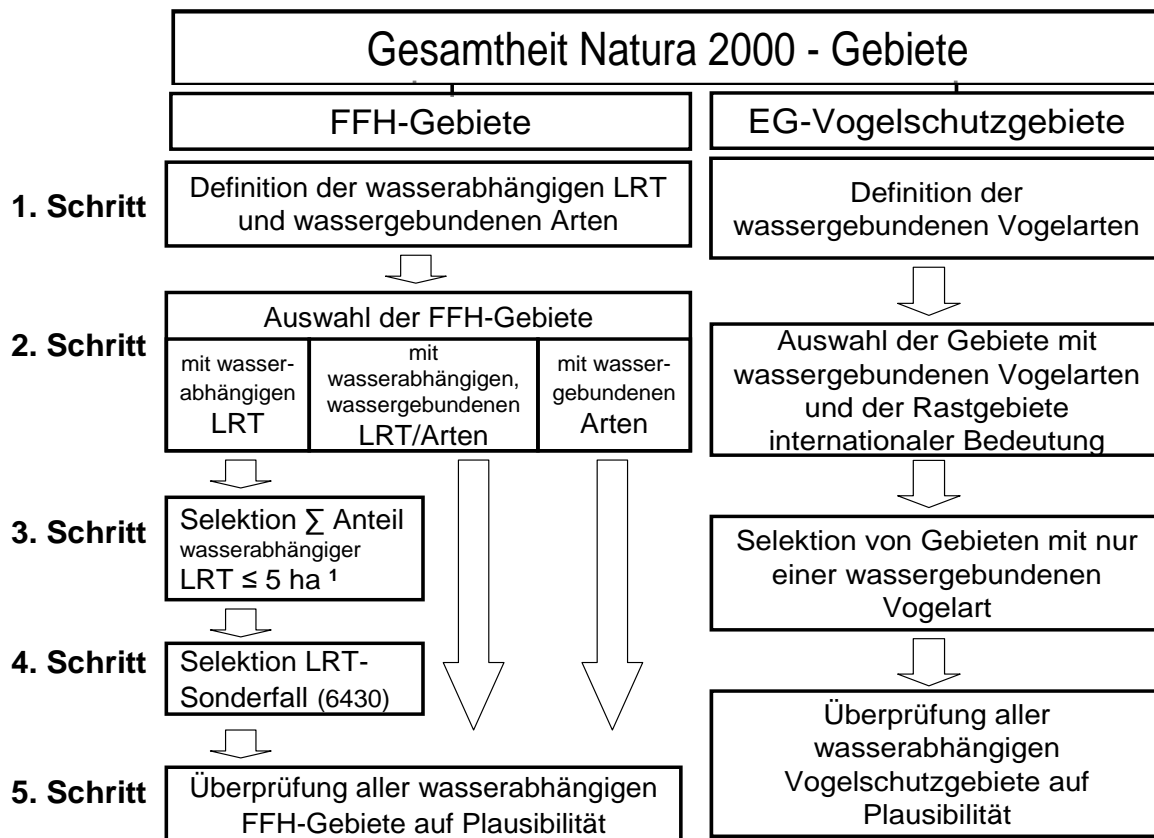 Gesamtheit Natura 2000 - Gebiete
FFH-Gebiete
EG-Vogelschutzgebiete
1. Schritt
Definition der wasserabhängigen LRT
und wassergebundenen Arten
Definition der
wassergebundenen Vogelarten
2. Schritt
Auswahl der FFH-Gebiete
mit wasser-
abhängigen
LRT
mit
wasserabhängigen,
wassergebundenen
LRT/Arten
mit wasser-
gebundenen
Arten
Auswahl der Gebiete mit
wassergebundenen Vogelarten
und der Rastgebiete
internationaler Bedeutung
3. Schritt
Selektion ∑ Anteil
wasserabhängiger
LRT ≤ 5 ha ¹
Selektion von Gebieten mit nur
einer wassergebundenen
Vogelart
4. Schritt
Selektion LRT-
Sonderfall (6430)
5. Schritt
Überprüfung aller wasserabhängigen
FFH-Gebiete auf Plausibilität
Überprüfung aller
wasserabhängigen
Vogelschutzgebiete auf
Plausibilität